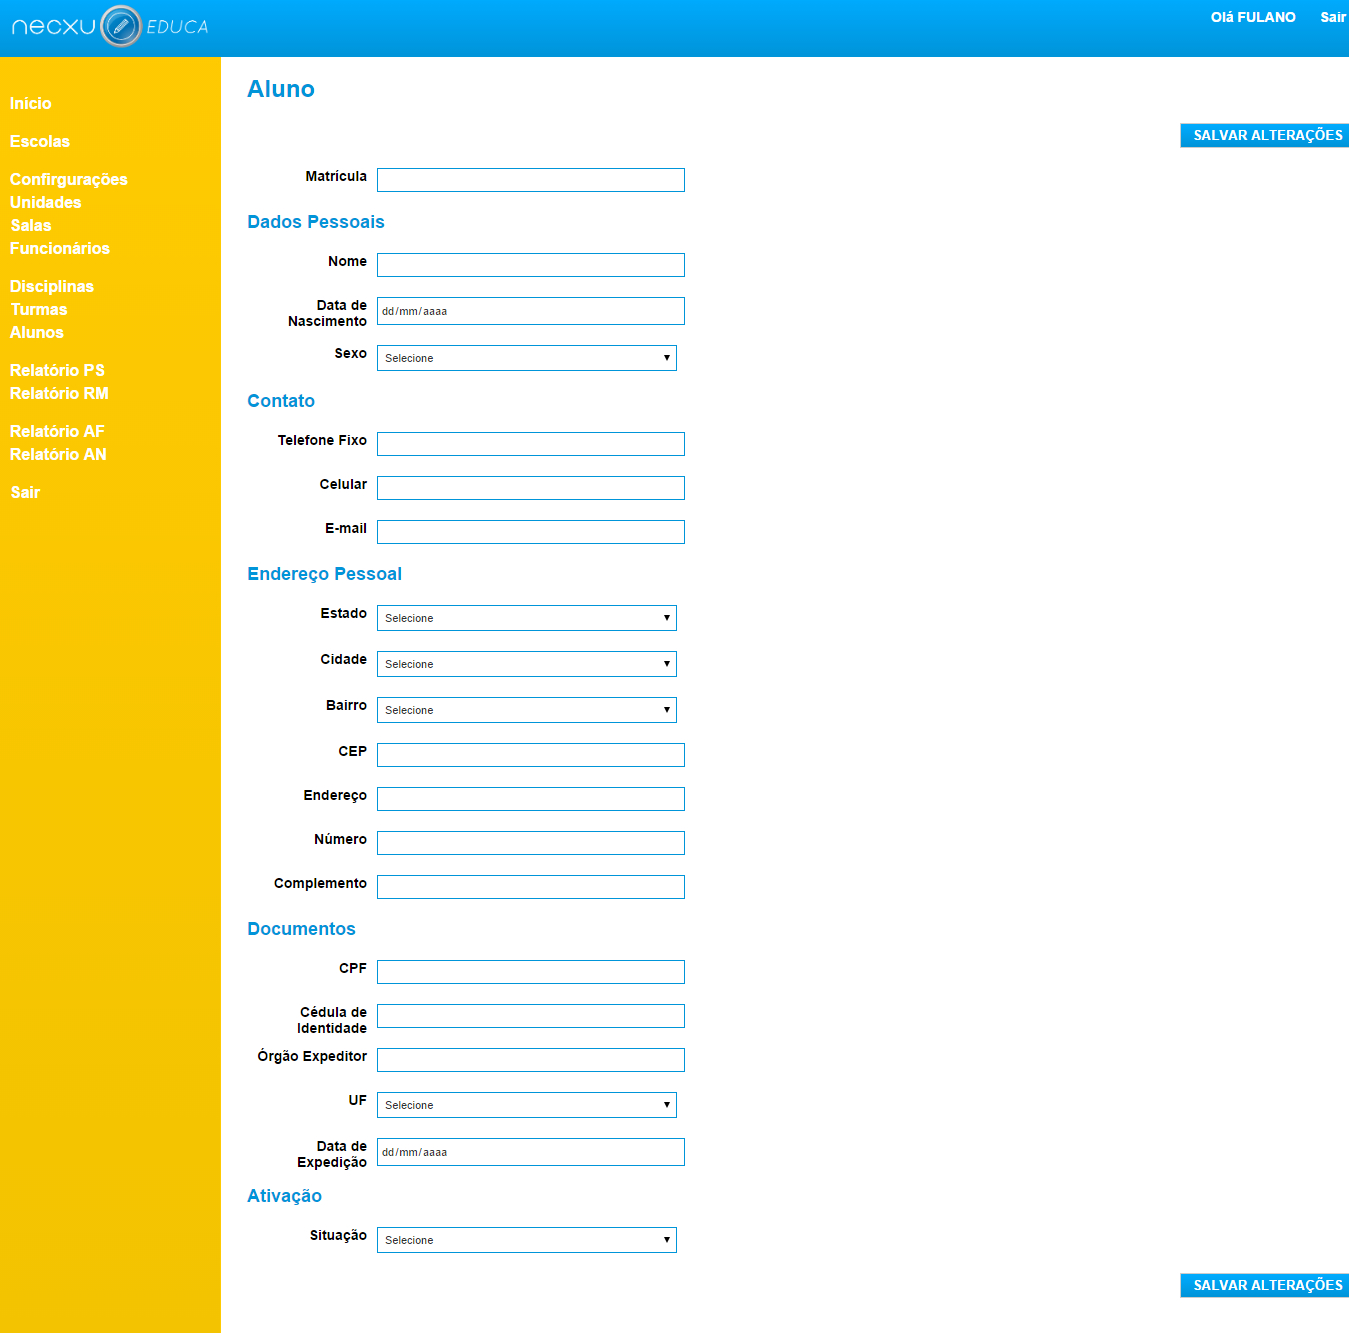 necxu EDUCA
Olá FULANO Sair
Inicio
Escolas
Confirgurações
Unidades
Salas
Funcionários
Disciplinas
Turmas
Alunos
Relatório PS
Relatório RM
Relatório AF
Relatório AN
Sair
Aluno
SALVAR ALTERAÇÕES
Matrícula
Dados Pessoais
Nome
Data de
Nascimento
dd/mm/aaaa
Sexo
Selecione
Contato
Telefone Fixo
Celular
E-mail
Endereço Pessoal
Estado
Selecione
Cidade
Selecione
Bairro
Selecione
CEP
Endereço
Número
Complemento
Documentos
CPF
Cédula de
Identidade
Órgão Expeditor
UF
Selecione
Data de
Expedição
dd/mm/aaaa
Ativação
Situação
Selecione
SALVAR ALTERAÇÕES